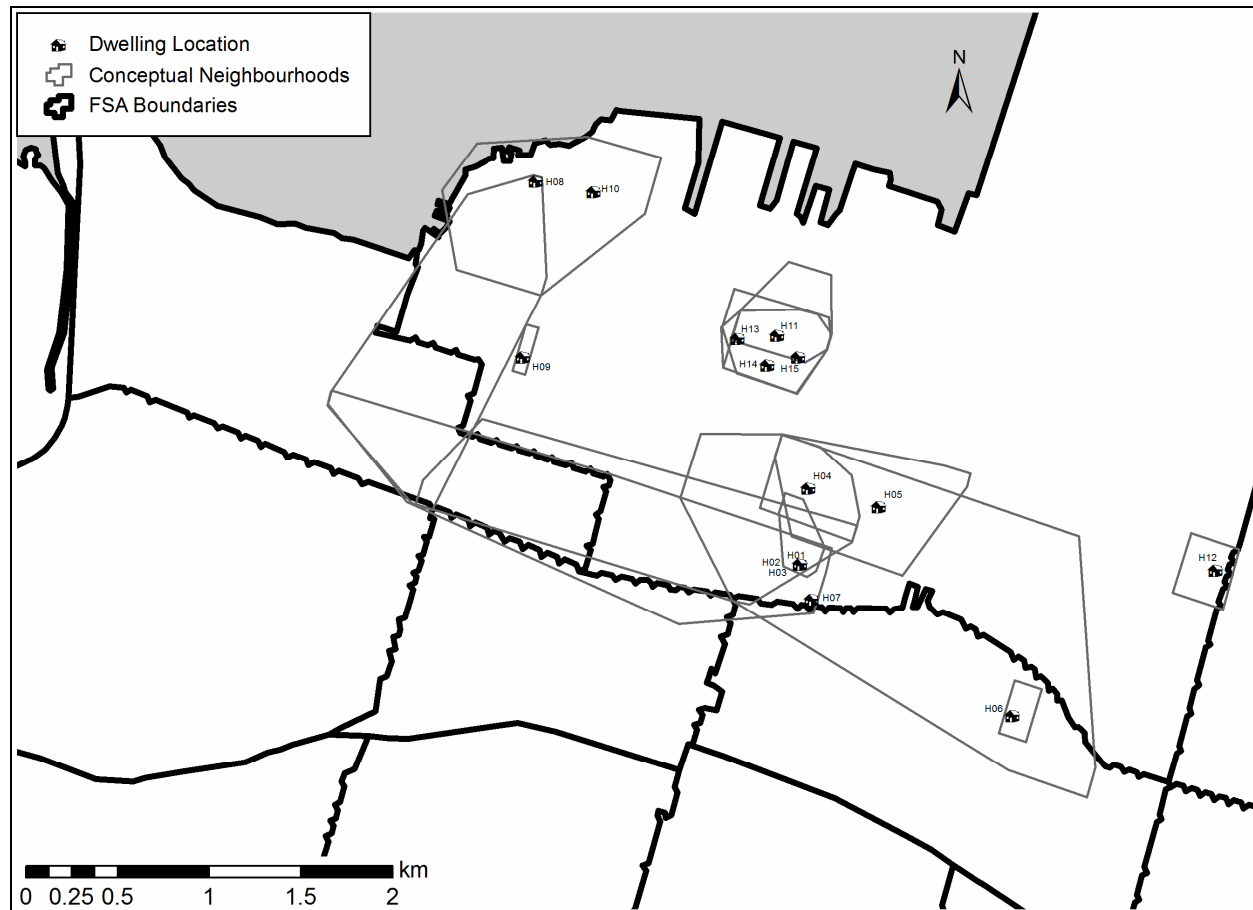 Dwelling Location
Conceptual Neighbourhoods
FSA Boundaries
N
H08
H10
H13
H11
H14
H15
H09
H04
H05
H02
H01
H03
H07
H12
H06
km
0 0.25 0.5 1 1.5 2